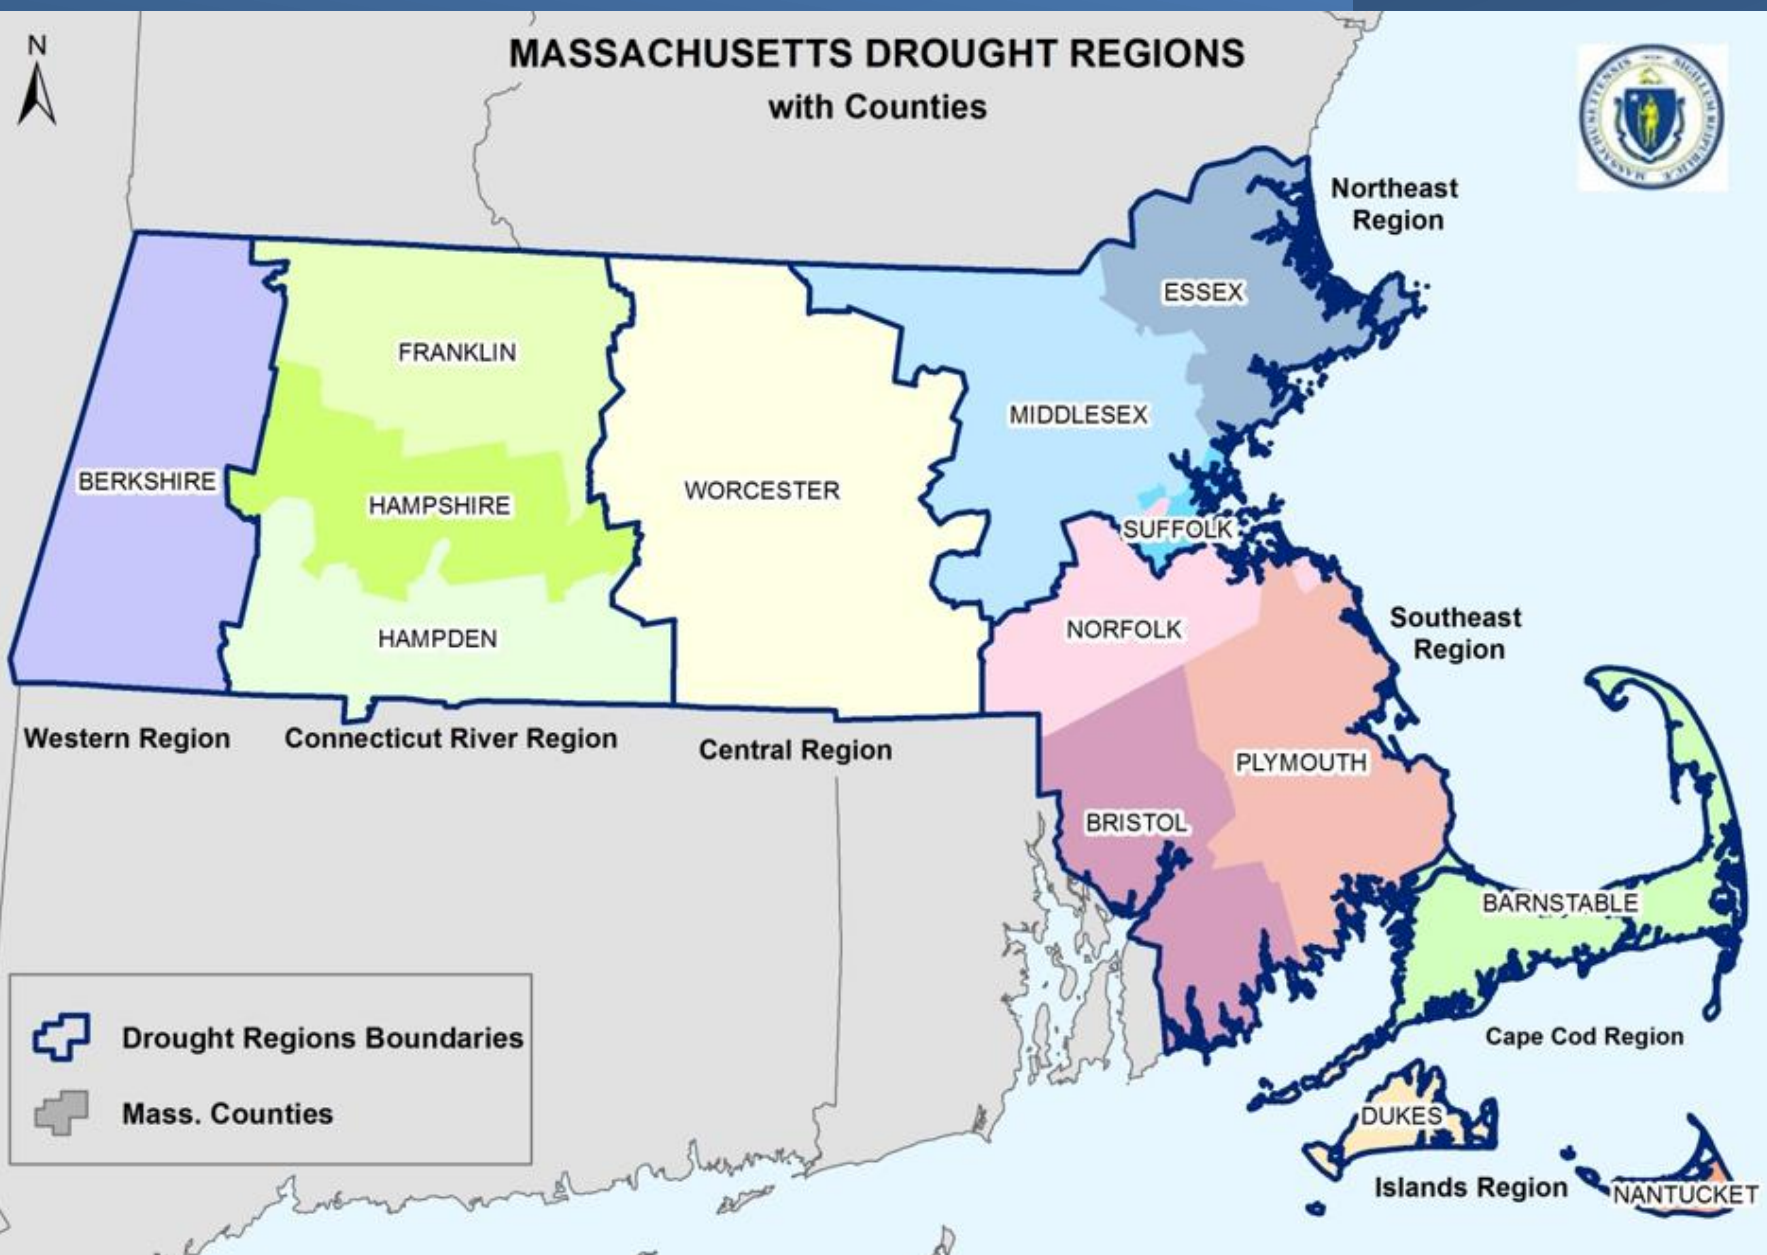 N
MASSACHUSETTS DROUGHT REGIONS
with Counties
Northeast
Region
ESSEX
FRANKLIN
MIDDLESEX
BERKSHIRE
HAMPSHIRE
WORCESTER
SUFFOLK
Southeast
Region
NORFOLK
HAMPDEN
Western Region
Connecticut River Region
Central Region
PLYMOUTH
BRISTOL
BARNSTABLE
Cape Cod Region
Drought Regions Boundaries
Mass. Counties
DUKES
Islands Region
NANTUCKET